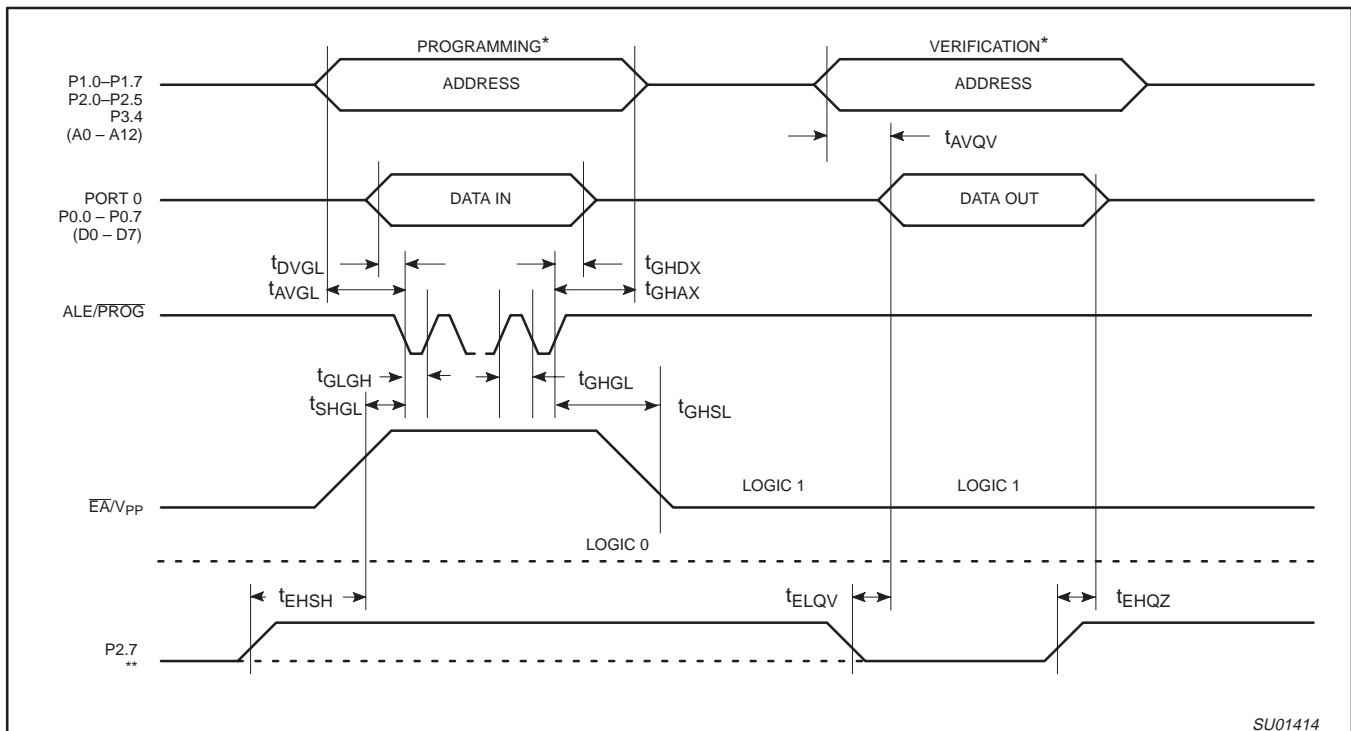 PROGRAMMING*
VERIFICATION*
P1.0–P1.7
P2.0–P2.5
P3.4
(A0 – A12)
ADDRESS
ADDRESS
tAVQV
PORT 0
P0.0 – P0.7
(D0 – D7)
DATA IN
DATA OUT
tDVGL
tGHDX
tAVGL
tGHAX
ALE/PROG
tGLGH
tGHGL
tSHGL
tGHSL
EA/VPP
LOGIC 1
LOGIC 1
LOGIC 0
tEHSH
tELQV
tEHQZ
P2.7
**
SU01414